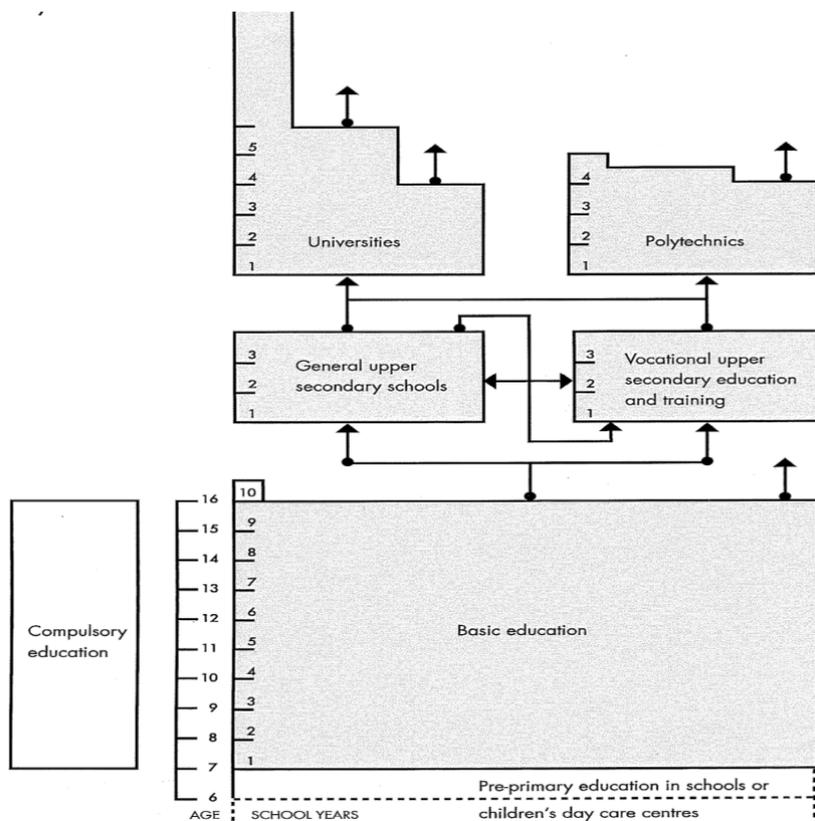 5
4
3
2
1
Universities
4
3
2
1
Polytechnics
3
2
1
General upper
secondary schools
3
2
1
Vocational upper
secondary education
and training
Compulsory
education
16
15
14
13
12
11
10
9
8
7
6
AGE
10
9
8
7
6
5
4
3
2
1
SCHOOL YEARS
Basic education
Pre-primary education in schools or
children's day care centres